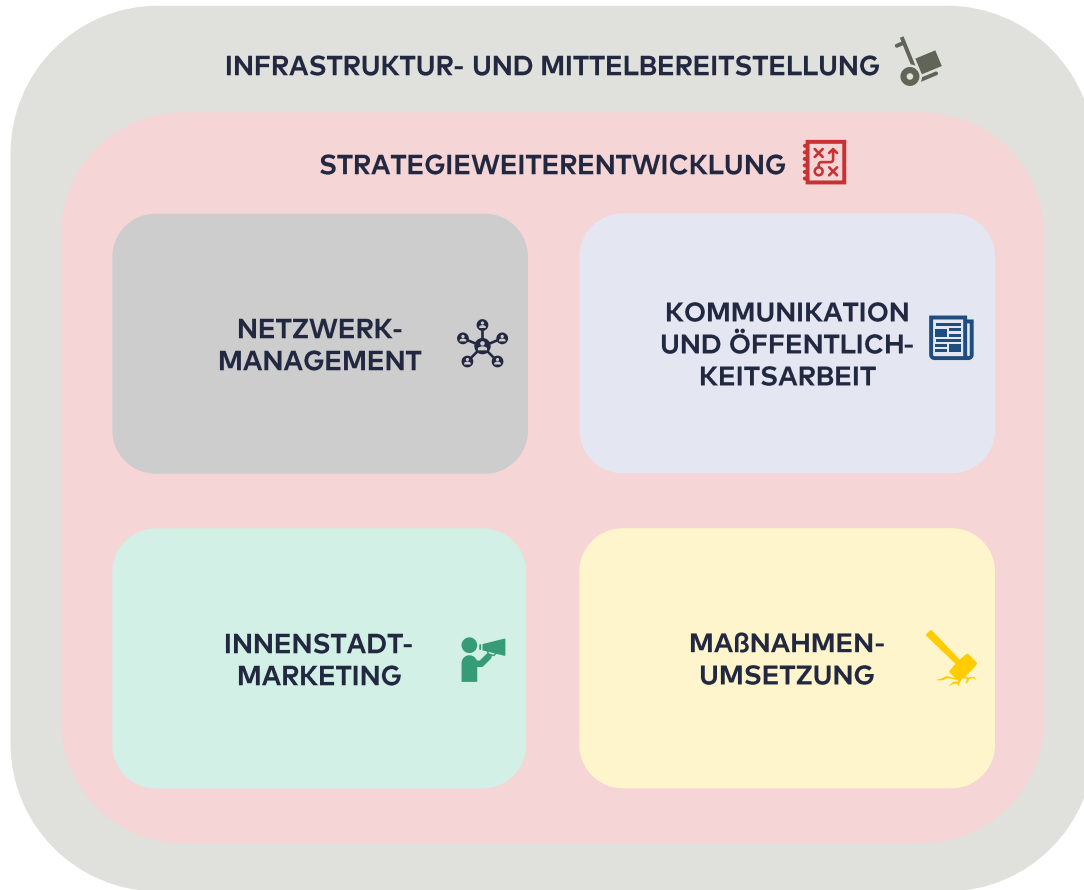 INFRASTRUKTUR- UND MITTELBEREITSTELLUNG
STRATEGIEWEITERENTWICKLUNG
NETZWERK-
MANAGEMENT
KOMMUNIKATION
UND ÖFFENTLICH-
KEITSARBEIT
INNENSTADT-
MARKETING
MAßNAHMEN-
UMSETZUNG